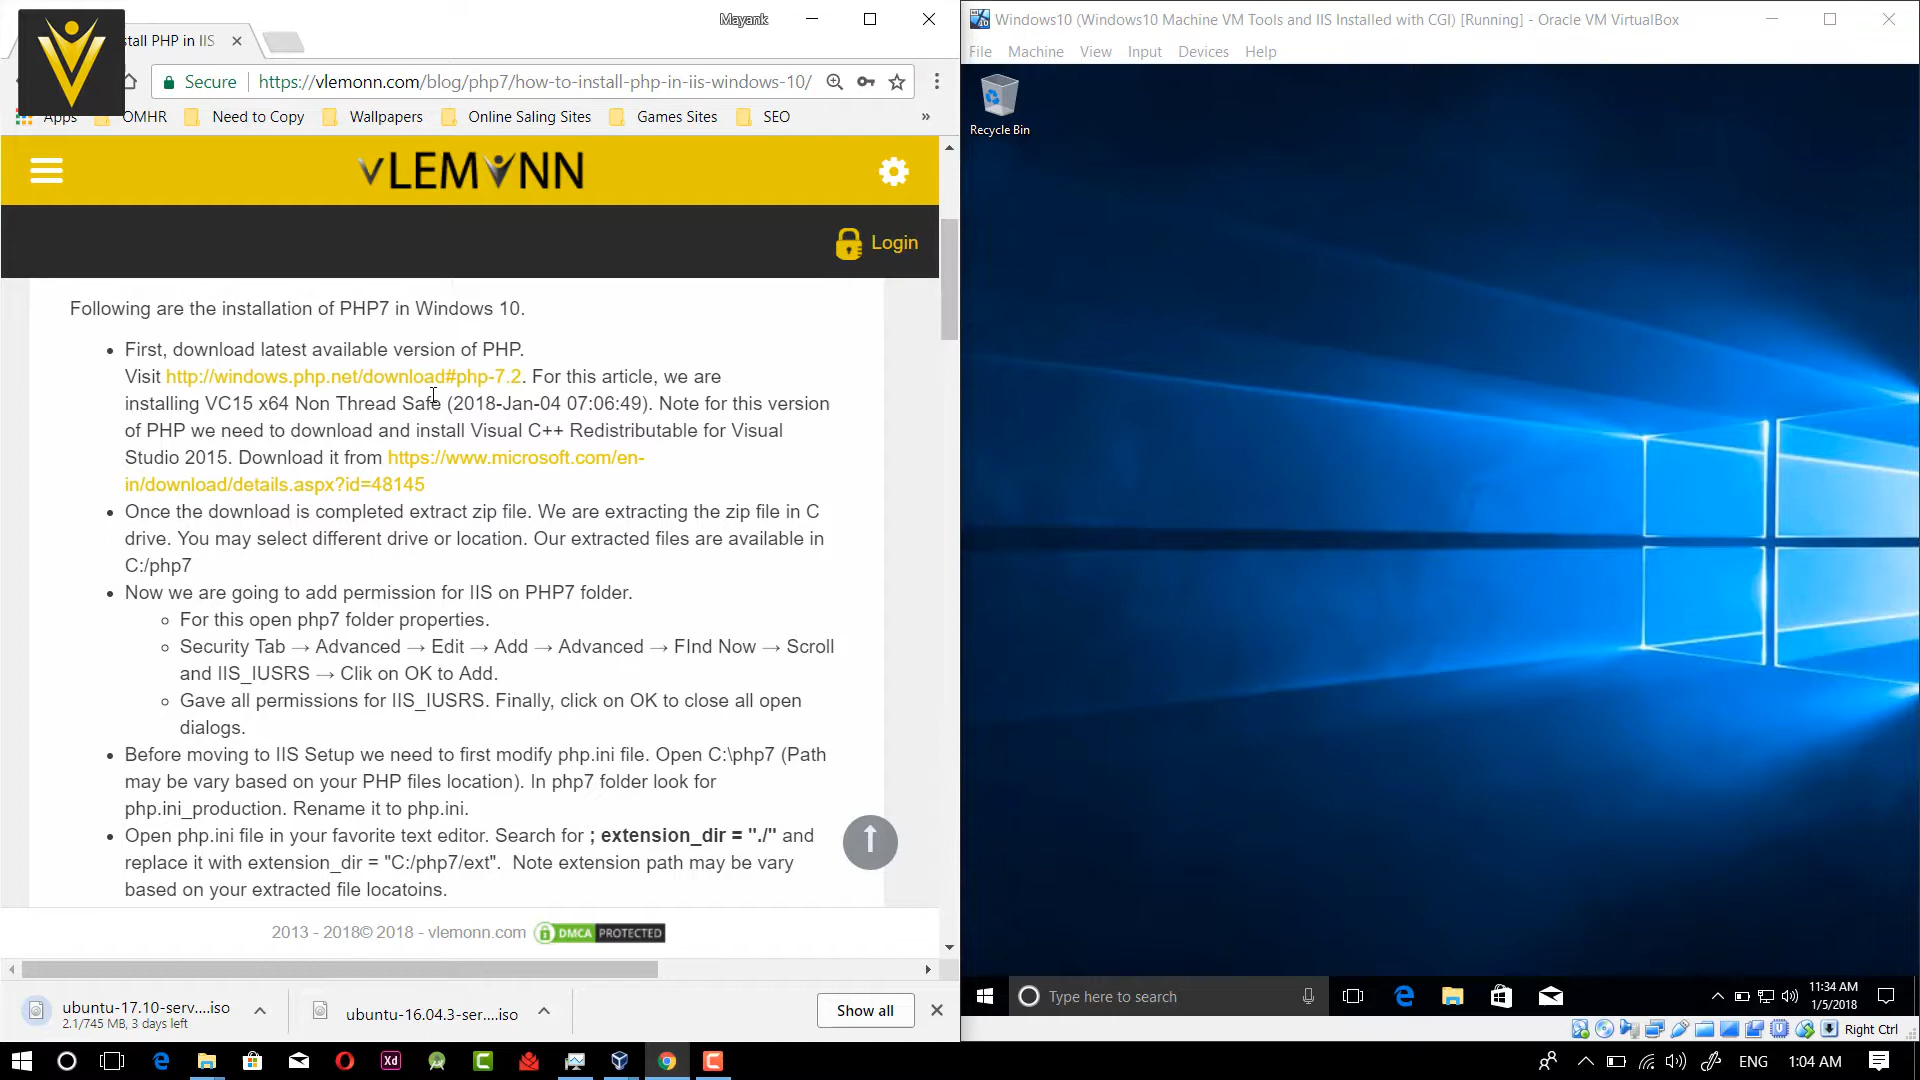 Mayank
stall PHP in IIS
Secure
https://vlemonn.com/blog/php7/how-to-install-php-in-iis-windows-10/
Apps
OMHR
Need to Copy
Wallpapers
Online Saling Sites
Games Sites
SEO
»
vLEMONN
Login
Following are the installation of PHP7 in Windows 10.
First, download latest available version of PHP.
Visit http://windows.php.net/download#php-7.2. For this article, we are
installing VC15 x64 Non Thread Safe (2018-Jan-04 07:06:49). Note for this version
of PHP we need to download and install Visual C++ Redistributable for Visual
Studio 2015. Download it from https://www.microsoft.com/en-
in/download/details.aspx?id=48145
Once the download is completed extract zip file. We are extracting the zip file in C
drive. You may select different drive or location. Our extracted files are available in
C:/php7
Now we are going to add permission for IIS on PHP7 folder.
For this open php7 folder properties.
Security Tab → Advanced → Edit → Add → Advanced → FInd Now → Scroll
and IIS_IUSRS → Clik on OK to Add.
Gave all permissions for IIS_IUSRS. Finally, click on OK to close all open
dialogs.
Before moving to IIS Setup we need to first modify php.ini file. Open C:\php7 (Path
may be vary based on your PHP files location). In php7 folder look for
php.ini_production. Rename it to php.ini.
Open php.ini file in your favorite text editor. Search for ; extension_dir = "./" and
replace it with extension_dir = "C:/php7/ext".  Note extension path may be vary
based on your extracted file locatoins.
2013 - 2018© 2018 - vlemonn.com
DMCA PROTECTED
ubuntu-17.10-serv....iso
2.1/745 MB, 3 days left
ubuntu-16.04.3-ser....iso
Show all
Windows10 (Windows10 Machine VM Tools and IIS Installed with CGI) [Running] - Oracle VM VirtualBox
File
Machine
View
Input
Devices
Help
Recycle Bin
Type here to search
11:34 AM
1/5/2018
Right Ctrl
Xd
ENG
1:04 AM